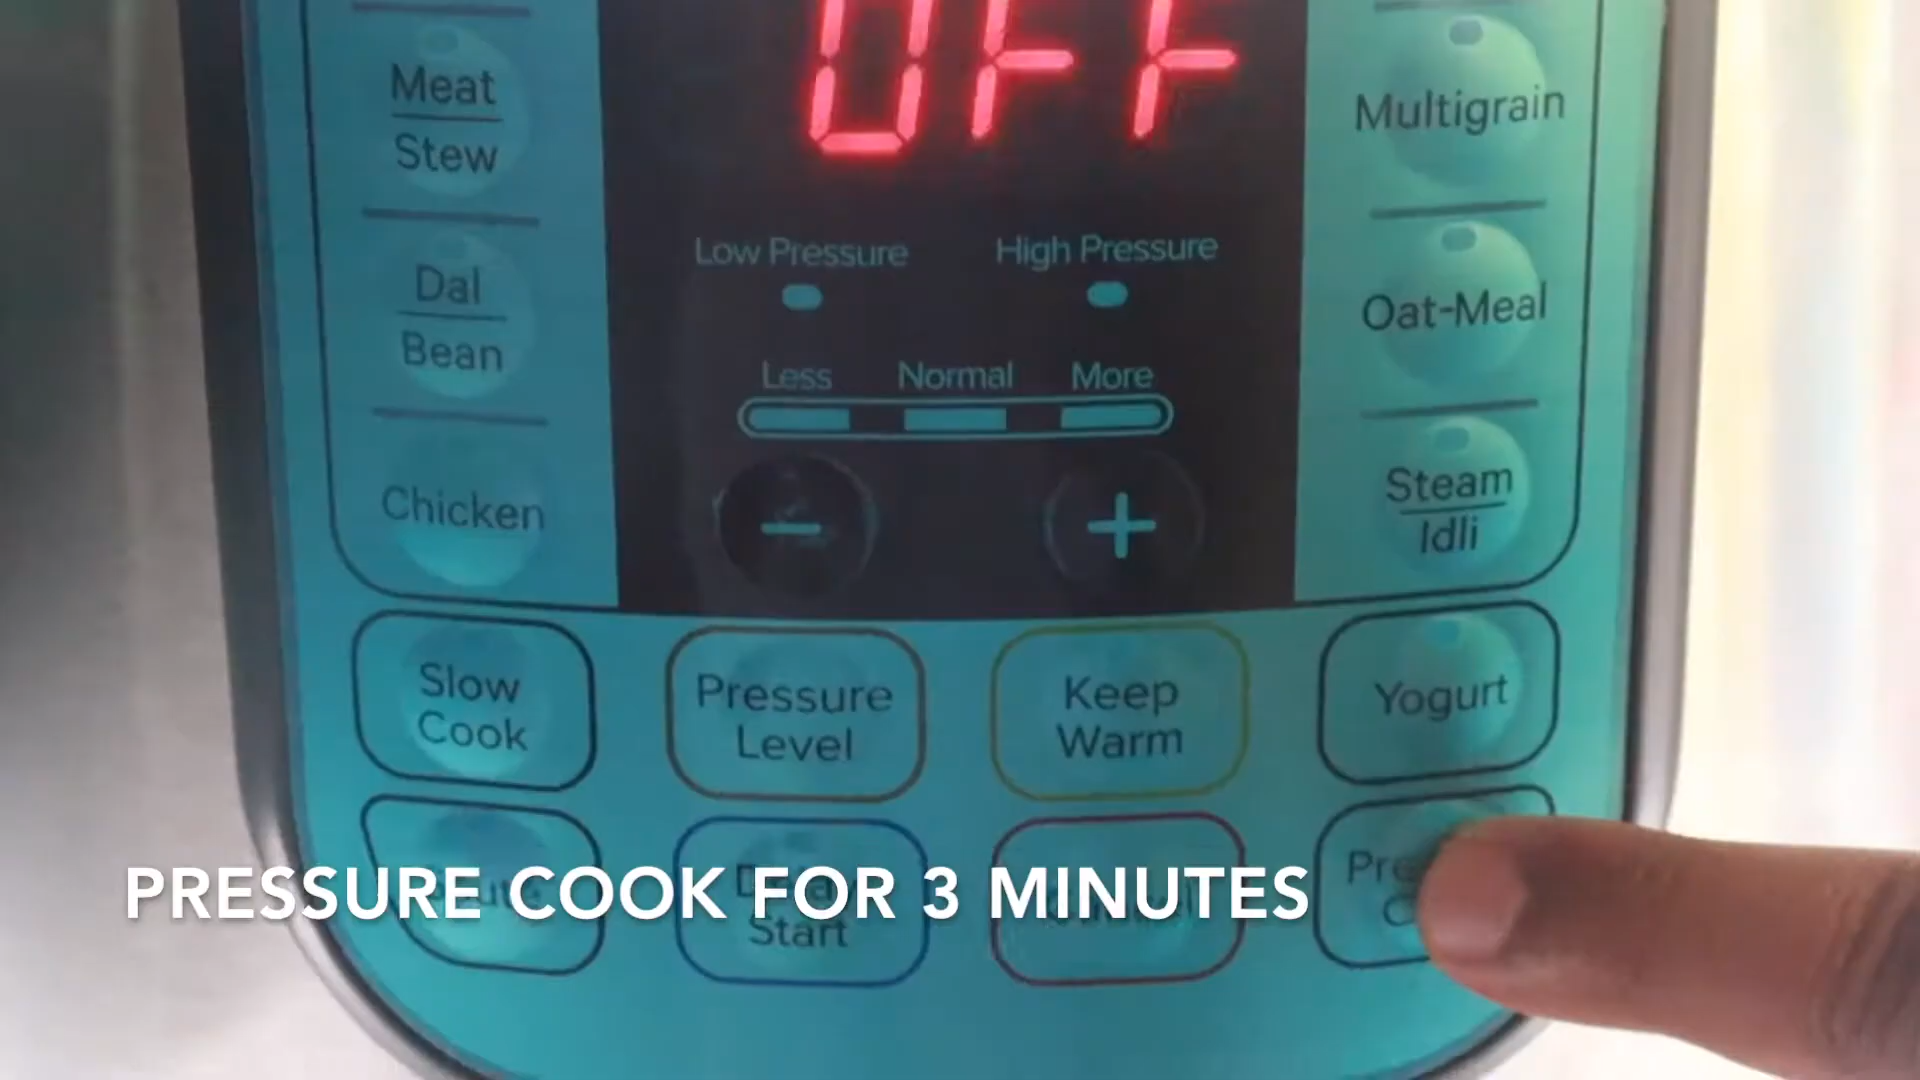 OFF
Meat
Stew
Multigrain
Low Pressure
High Pressure
Dal
Bean
Oat-Meal
Less
Normal
More
Chicken
-
+
Steam
Idli
Slow
Cook
Pressure
Level
Keep
Warm
Yogurt
PRESSURE COOK FOR 3 MINUTES
Start